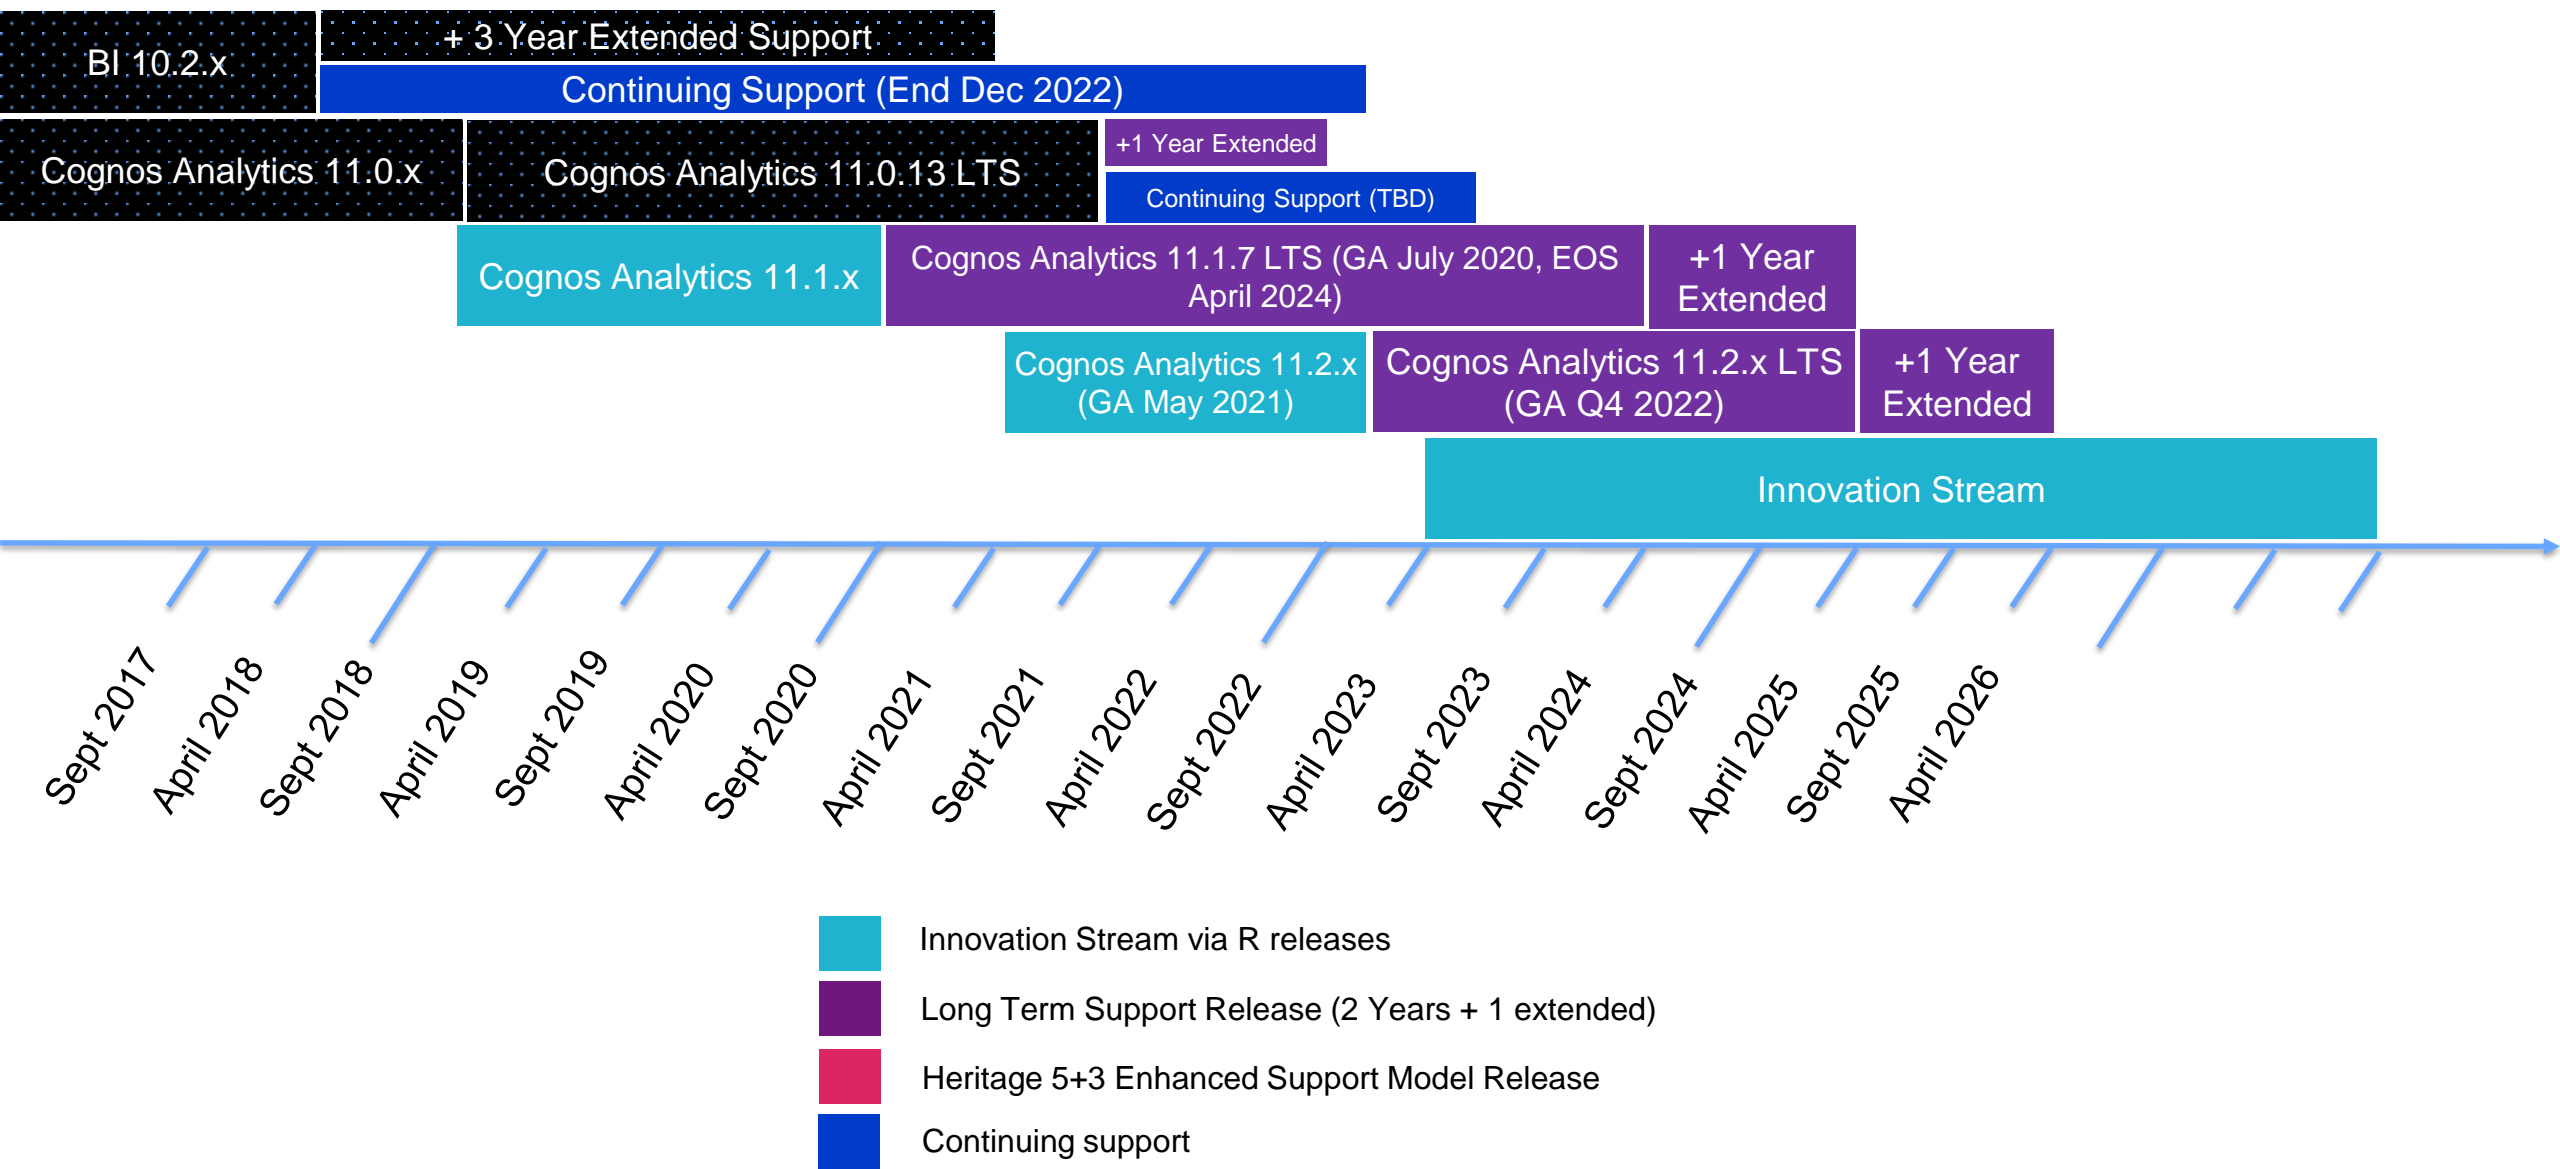 BI 10.2.x
+ 3 Year Extended Support
Continuing Support (End Dec 2022)
Cognos Analytics 11.0.x
Cognos Analytics 11.0.13 LTS
+1 Year Extended
Continuing Support (TBD)
Cognos Analytics 11.1.x
Cognos Analytics 11.1.7 LTS (GA July 2020, EOS
April 2024)
+1 Year
Extended
Cognos Analytics 11.2.x
(GA May 2021)
Cognos Analytics 11.2.x LTS
(GA Q4 2022)
+1 Year
Extended
Innovation Stream
Sept 2017
April 2018
Sept 2018
April 2019
Sept 2019
April 2020
Sept 2020
April 2021
Sept 2021
April 2022
Sept 2022
April 2023
Sept 2023
April 2024
Sept 2024
April 2025
Sept 2025
April 2026
Innovation Stream via R releases
Long Term Support Release (2 Years + 1 extended)
Heritage 5+3 Enhanced Support Model Release
Continuing support